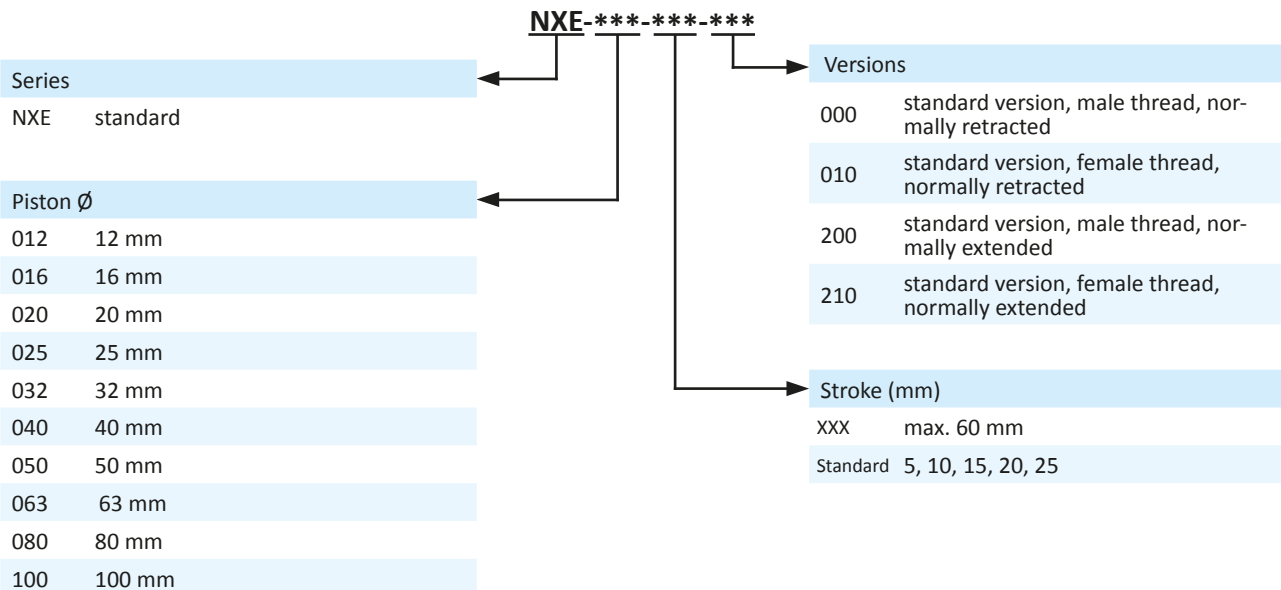 NXE-***-***-***
Series
NXE standard
Piston Ø
012 12 mm
016 16 mm
020 20 mm
025 25 mm
032 32 mm
040 40 mm
050 50 mm
063 63 mm
080 80 mm
100 100 mm
Versions
000 standard version, male thread, nor-
mally retracted
010 standard version, female thread,
normally retracted
200 standard version, male thread, nor-
mally extended
210 standard version, female thread,
normally extended
Stroke (mm)
XXX max. 60 mm
Standard 5, 10, 15, 20, 25